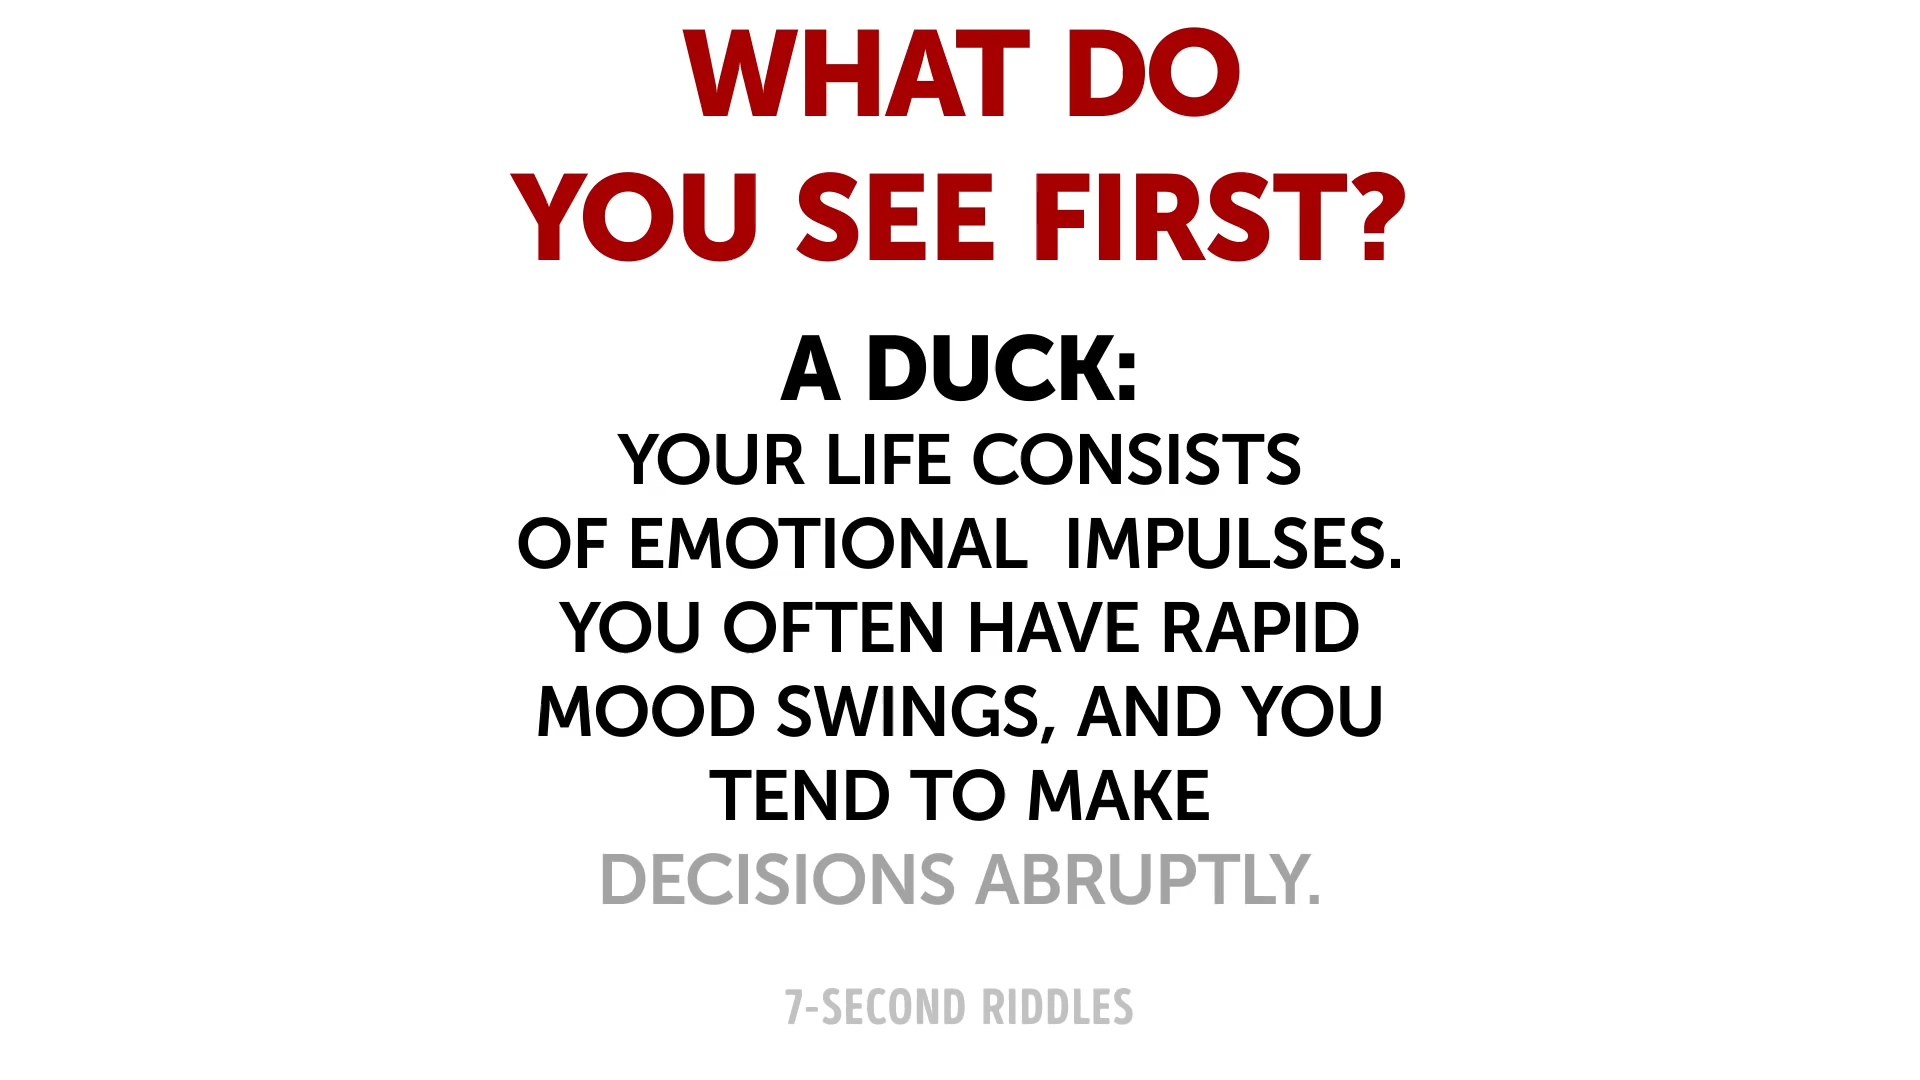 WHAT DO
YOU SEE FIRST?
A DUCK:
YOUR LIFE CONSISTS
OF EMOTIONAL  IMPULSES.
YOU OFTEN HAVE RAPID
MOOD SWINGS, AND YOU
TEND TO MAKE
DECISIONS ABRUPTLY.
7-SECOND RIDDLES